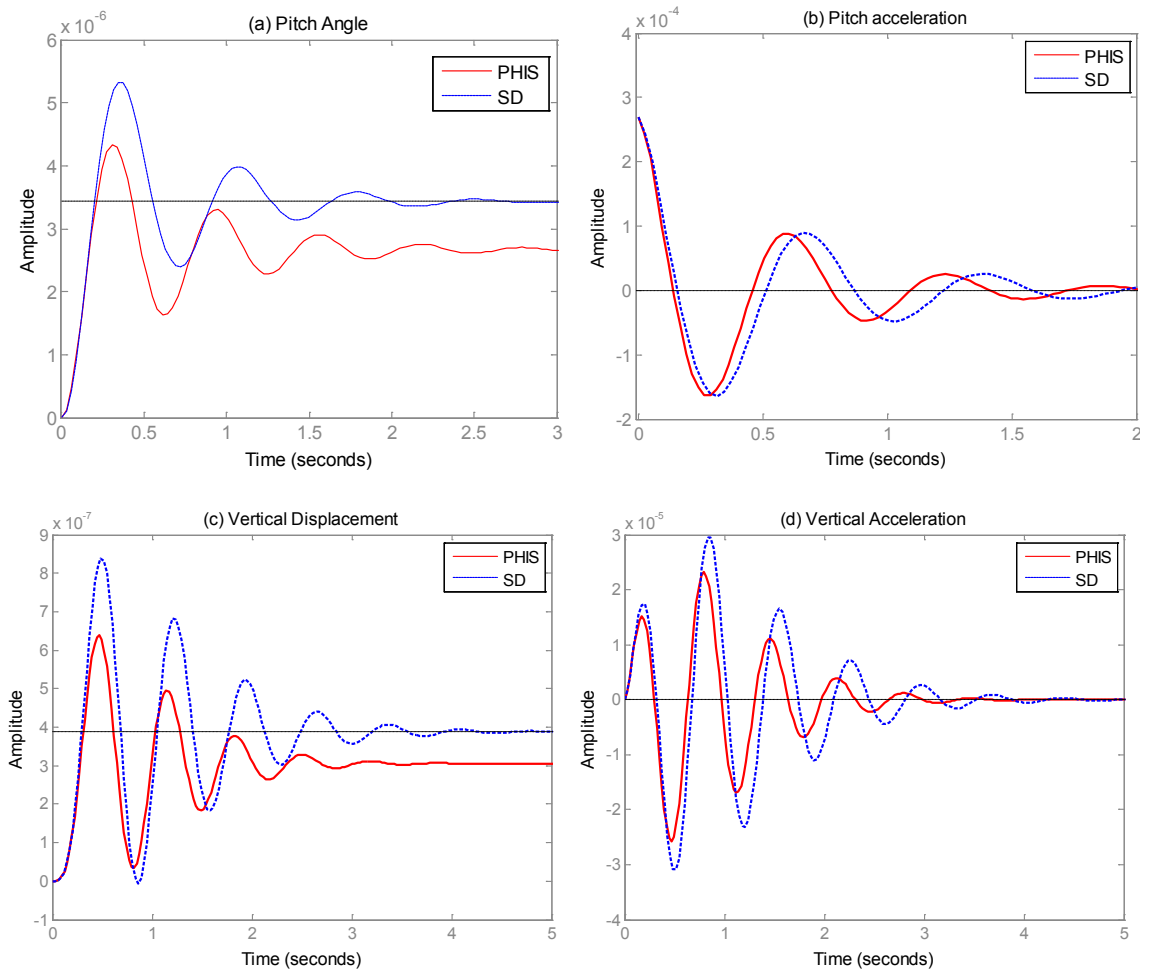 (a) Pitch Angle
x 10-6
6
5
4
3
2
1
0
Amplitude
PHIS
SD
0 0.5 1 1.5 2 2.5 3
Time (seconds)
(b) Pitch acceleration
x 10-4
4
3
2
1
0
-1
-2
Amplitude
PHIS
SD
0 0.5 1 1.5 2
Time (seconds)
(c) Vertical Displacement
x 10-7
9
8
7
6
5
4
3
2
1
0
-1
Amplitude
PHIS
SD
0 1 2 3 4 5
Time (seconds)
(d) Vertical Acceleration
x 10-5
3
2
1
0
-1
-2
-3
-4
Amplitude
PHIS
SD
0 1 2 3 4 5
Time (seconds)